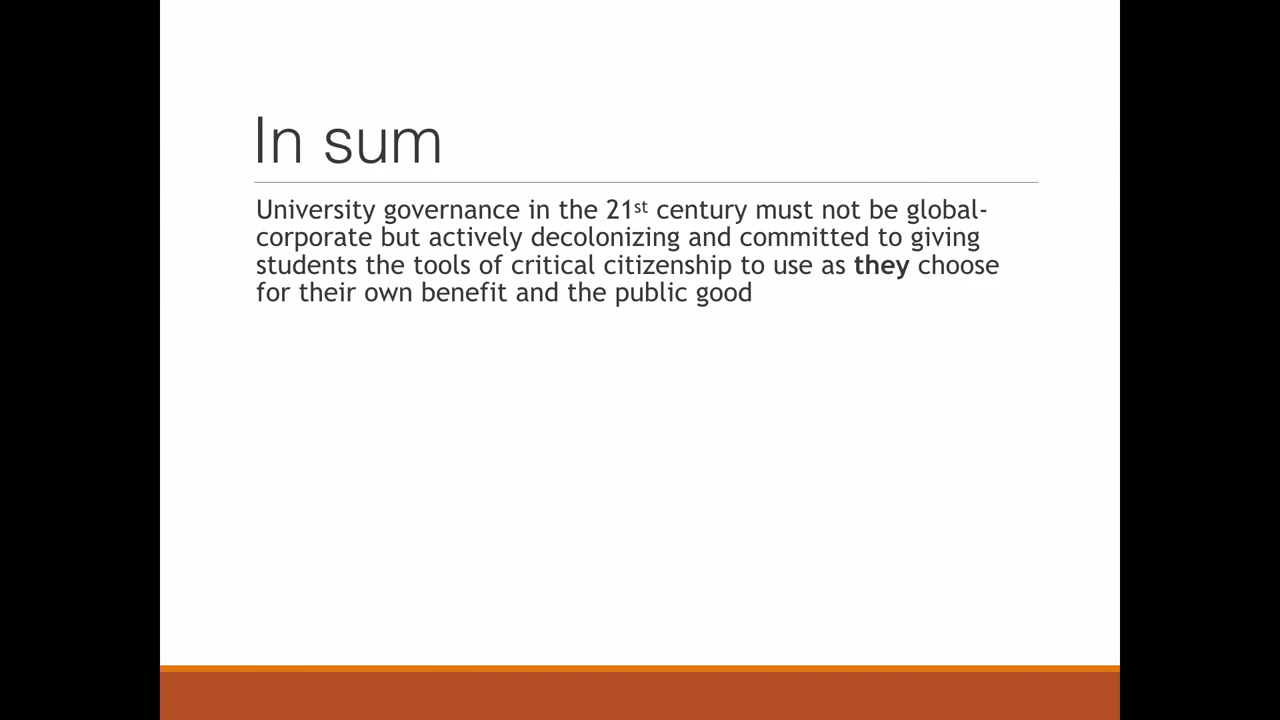 In sum
University governance in the 21st century must not be global-
corporate but actively decolonizing and committed to giving
students the tools of critical citizenship to use as they choose
for their own benefit and the public good